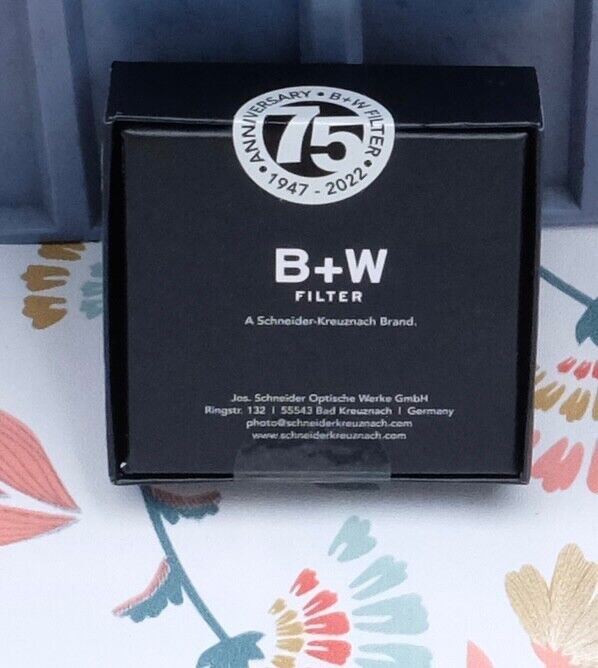 ANNIVERSARY • B+W FILTER •
75
1947 - 2022
B+W
FILTER
A Schneider-Kreuznach Brand.
Jos. Schneider Optische Werke GmbH
Ringstr. 132 | 55543 Bad Kreuznach | Germany
photo@schneiderkreuznach.com
www.schneiderkreuznach.com